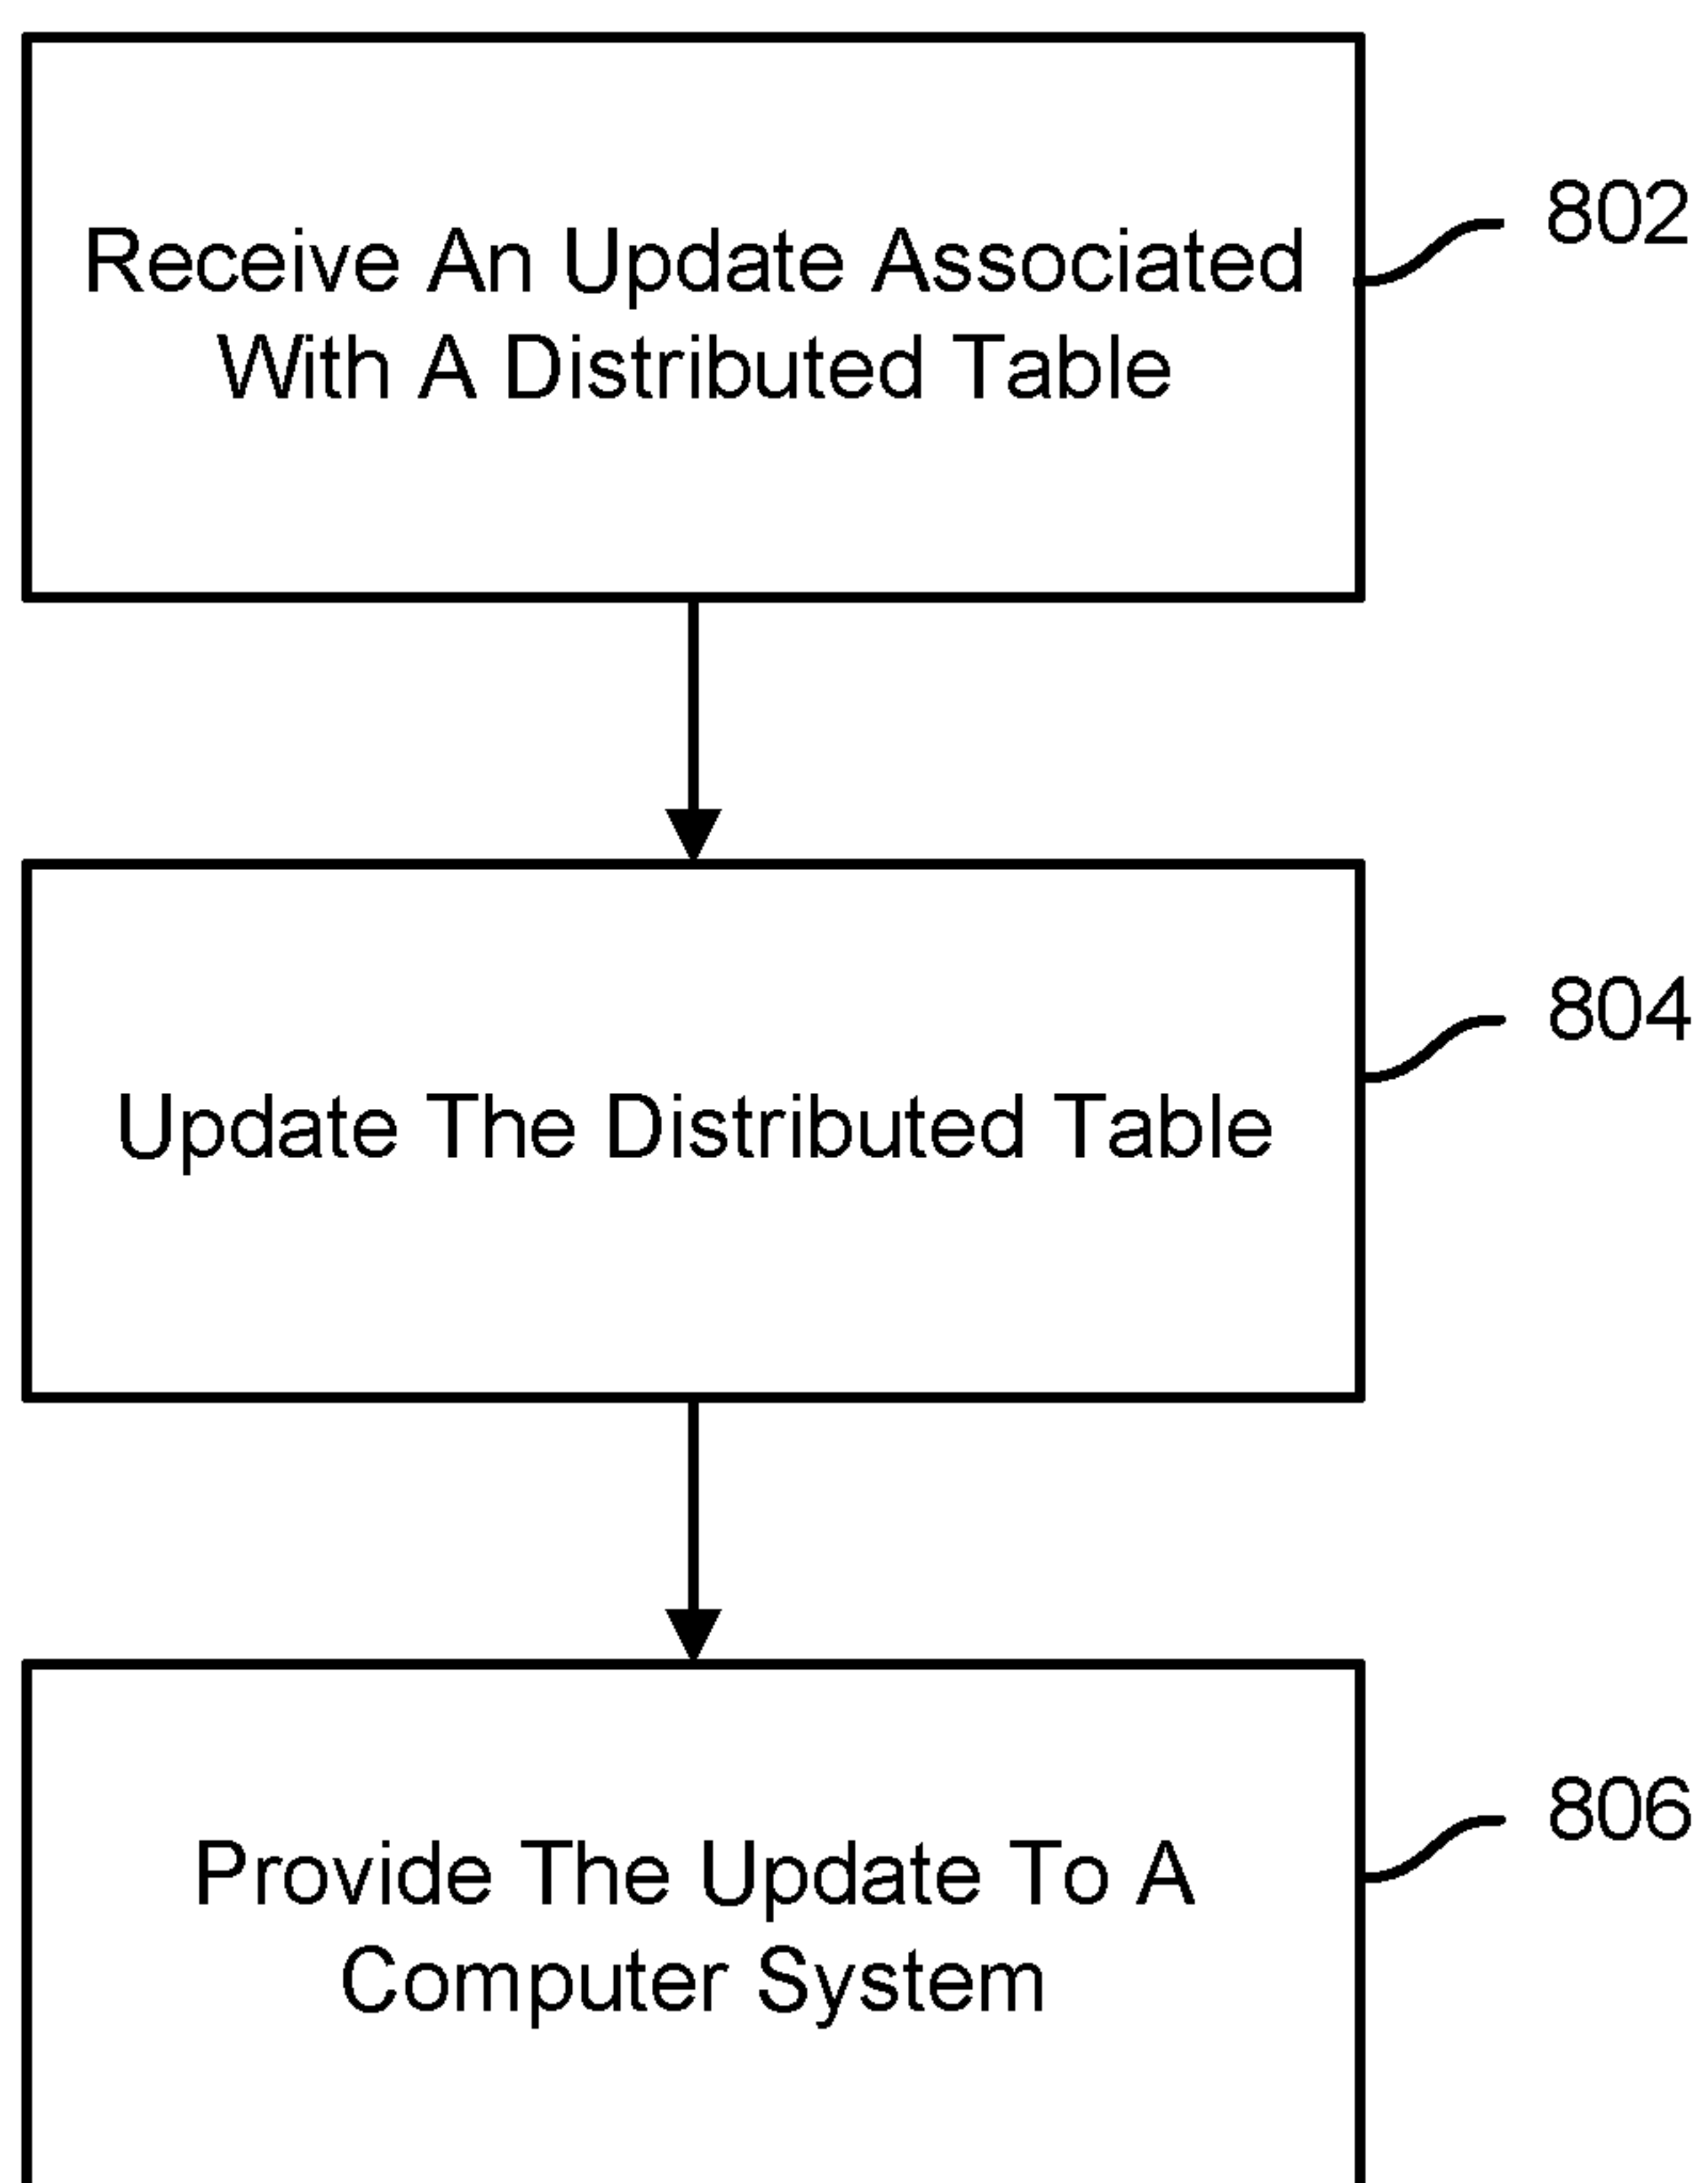 Receive An Update Associated
With A Distributed Table
802
Update The Distributed Table
804
Provide The Update To A
Computer System
806